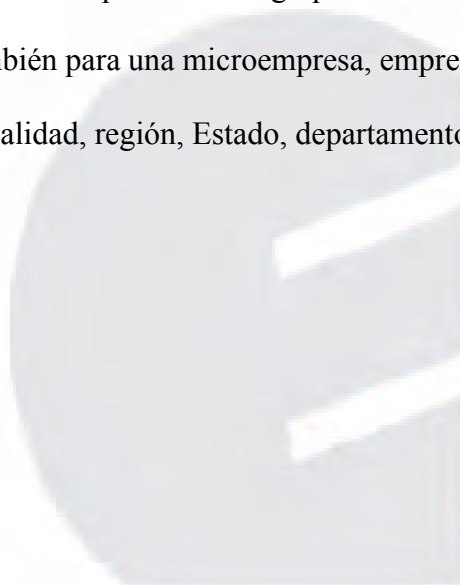 bién para una microempresa, empre
alidad, región, Estado, departamento